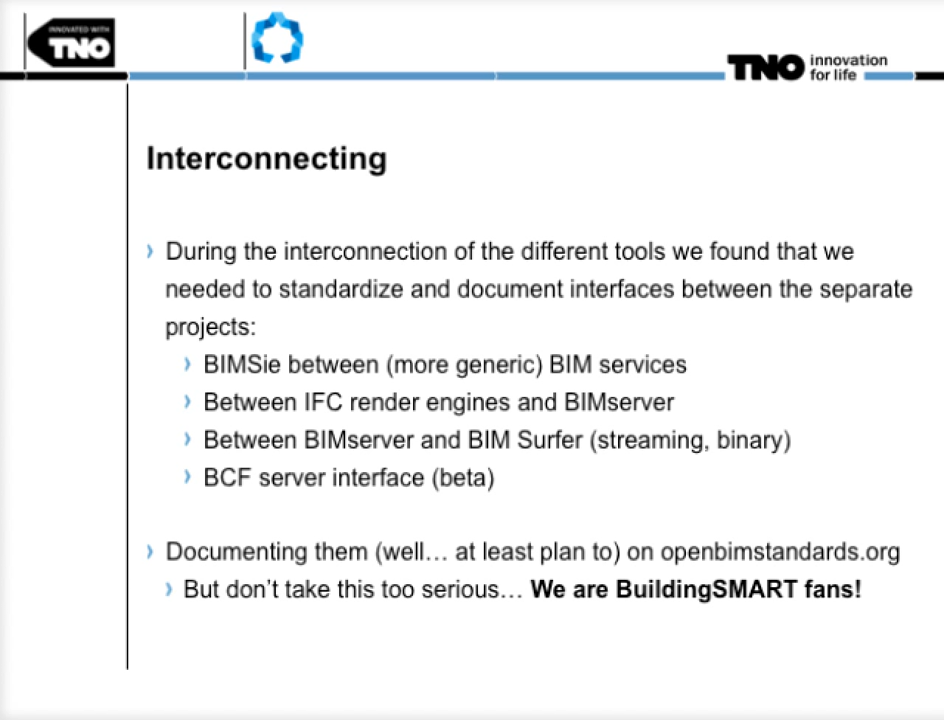 INNOVATED WITH
TNO
TNO innovation
for life
Interconnecting
› During the interconnection of the different tools we found that we
needed to standardize and document interfaces between the separate
projects:
› BIMSie between (more generic) BIM services
› Between IFC render engines and BIMserver
› Between BIMserver and BIM Surfer (streaming, binary)
› BCF server interface (beta)
› Documenting them (well… at least plan to) on openbimstandards.org
› But don’t take this too serious… We are BuildingSMART fans!